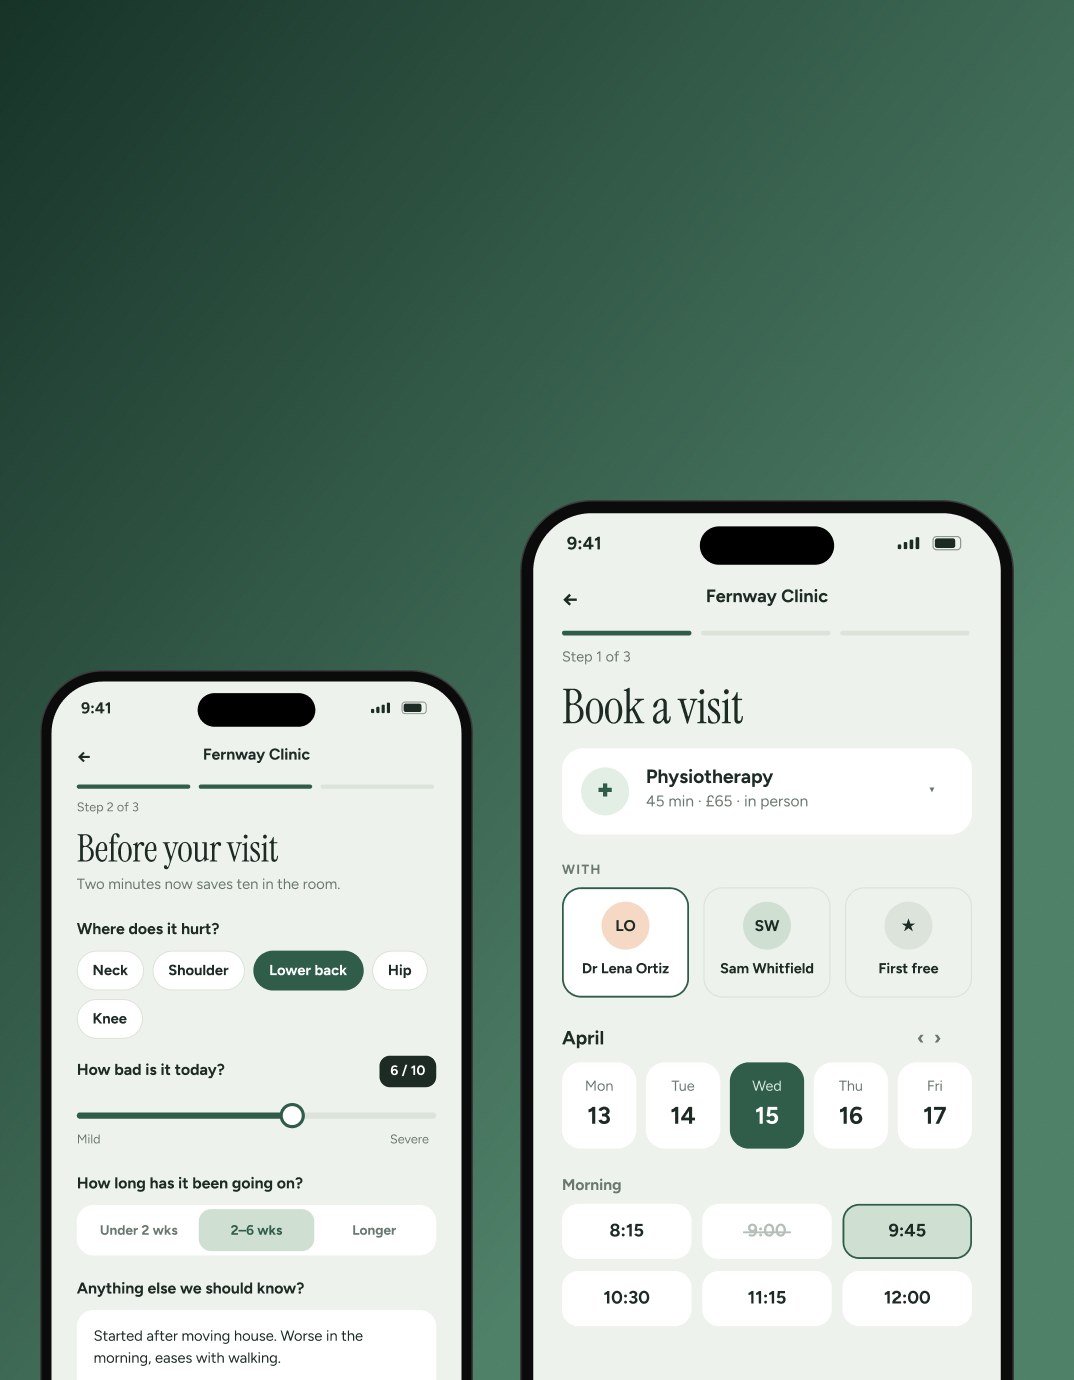 9:41
Fernway Clinic
Step 1 of 3
Book a visit
Physiotherapy
45 min · £65 · in person
WITH
LO
Dr Lena Ortiz
SW
Sam Whitfield
First free
April
Mon
13
Tue
14
Wed
15
Thu
16
Fri
17
Morning
8:15
9:00
9:45
10:30
11:15
12:00
9:41
Fernway Clinic
Step 2 of 3
Before your visit
Two minutes now saves ten in the room.
Where does it hurt?
Neck
Shoulder
Lower back
Hip
Knee
How bad is it today?
6 / 10
Mild
Severe
How long has it been going on?
Under 2 wks
2–6 wks
Longer
Anything else we should know?
Started after moving house. Worse in the
morning, eases with walking.